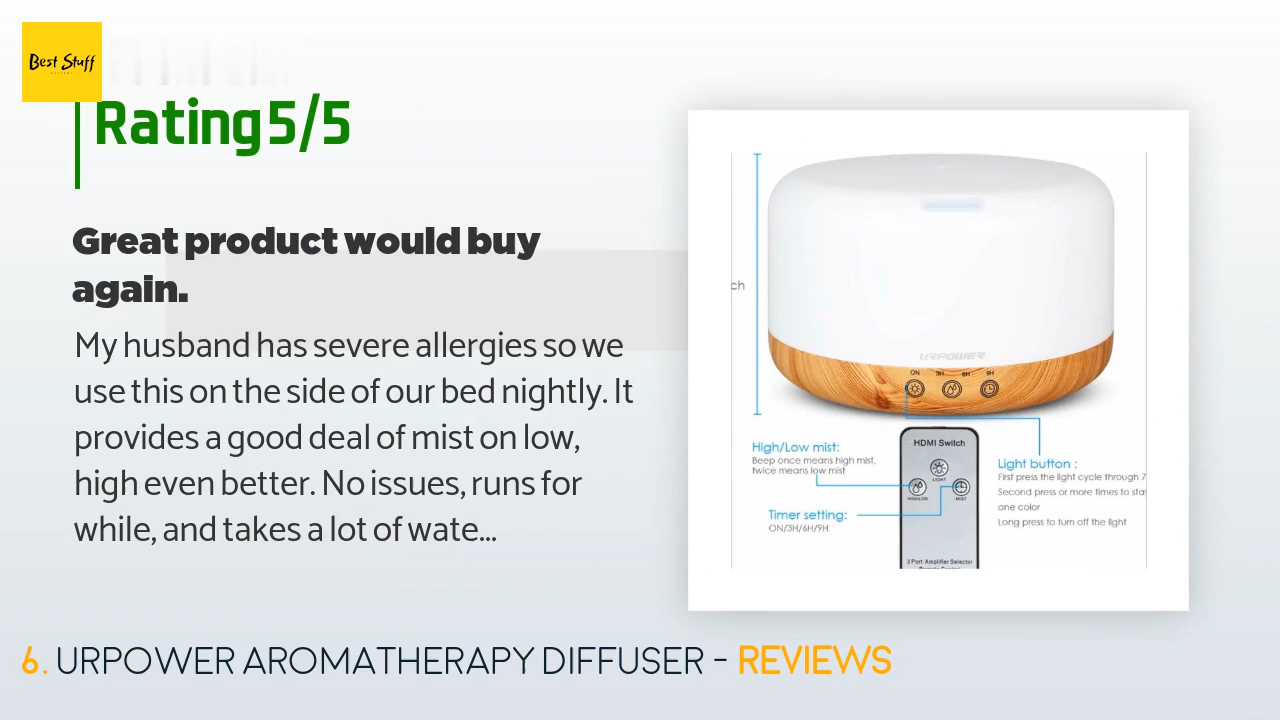 Best Stuff
Rating 5/5
Great product would buy
again.
My husband has severe allergies so we
use this on the side of our bed nightly. It
provides a good deal of mist on low,
high even better. No issues, runs for
while, and takes a lot of wate...
ch
URPOWER
ON 3H 6H 9H
High/Low mist:
Beep once means high mist,
twice means low mist
Timer setting:
ON/3H/6H/9H
HDMI Switch
LIGHT
HIGH/LOW MIST
3 Port Amplifier Selector
Remote Control
Light button :
First press the light cycle through 7
Second press or more times to stay
one color
Long press to turn off the light
6. URPOWER AROMATHERAPY DIFFUSER - REVIEWS